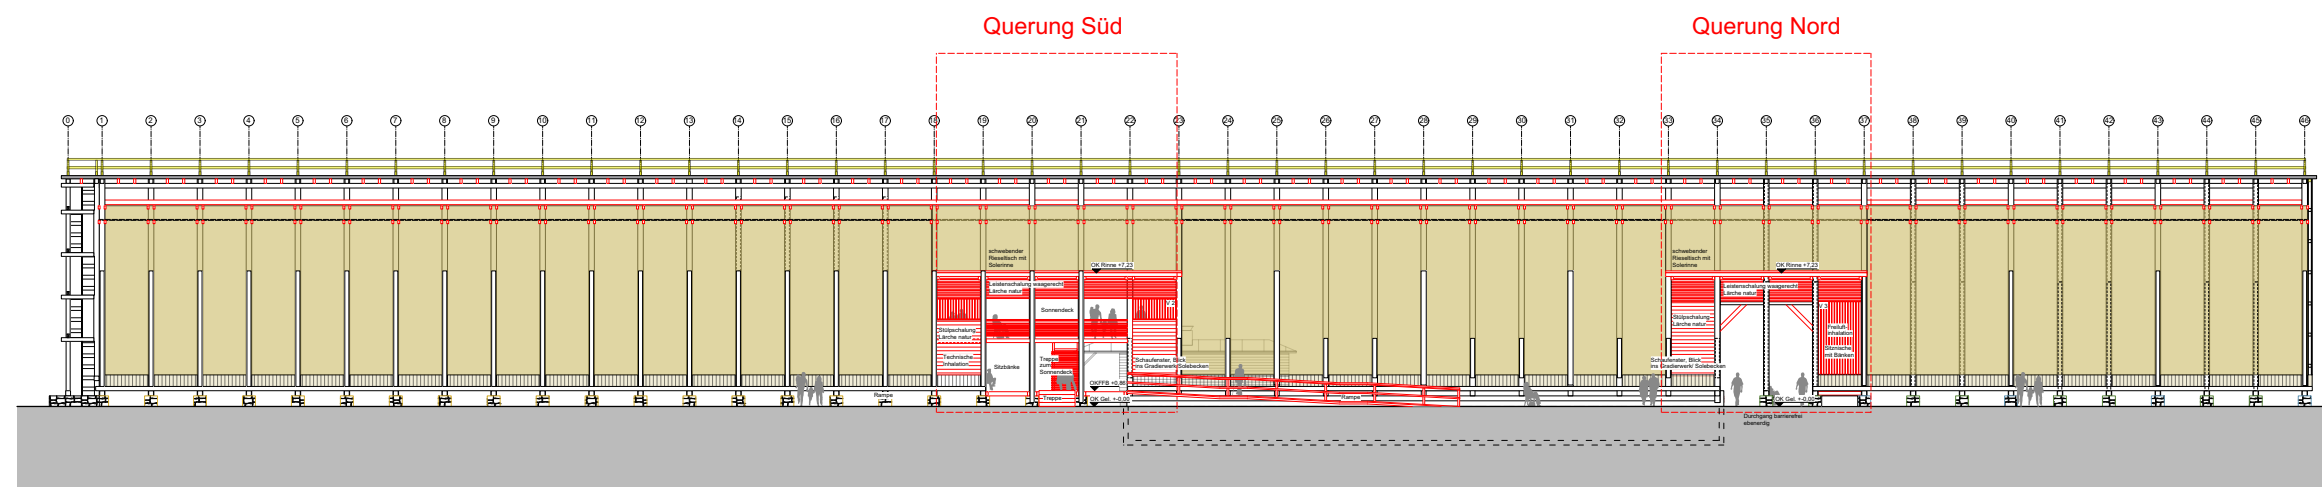 Querung Süd
Querung Nord
0 1 2 3 4 5 6 7 8 9 10 11 12 13 14 15 16 17 18 19 20 21 22 23 24 25 26 27 28 29 30 31 32 33 34 35 36 37 38 39 40 41 42 43 44 45 46
schwebender
Rieseltisch mit
Solerinne
OK Rinne +7,23
Leistenschalung waagerecht
Lärche natur
V 2
Sonnendeck
Stülpschalung
Lärche natur
Technische
Inhalation
Sitzbänke
Treppe
zum
Sonnendeck
Schaufenster, Blick
ins Gradierwerk/ Solebecken
OKFFB +0,86
Rampe
Treppe
OK Gel. +-0,00
Rampe
schwebender
Rieseltisch mit
Solerinne
OK Rinne +7,23
Leistenschalung waagerecht
Lärche natur
V 3
Stülpschalung
Lärche natur
Freiluft-
inhalation
Sitznische
mit Bänken
Schaufenster, Blick
ins Gradierwerk/ Solebecken
OK Gel. +-0,00
Durchgang barrierefrei
ebenerdig